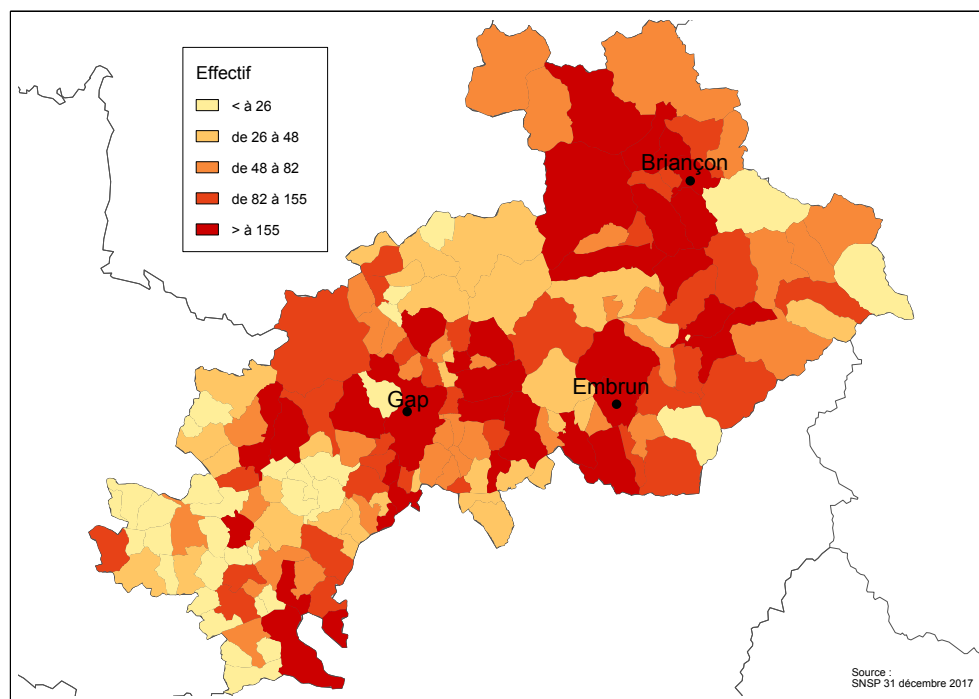 Effectif
< à 26
de 26 à 48
de 48 à 82
de 82 à 155
> à 155
Briançon
Embrun
Gap
Source :
SNSP 31 décembre 2017